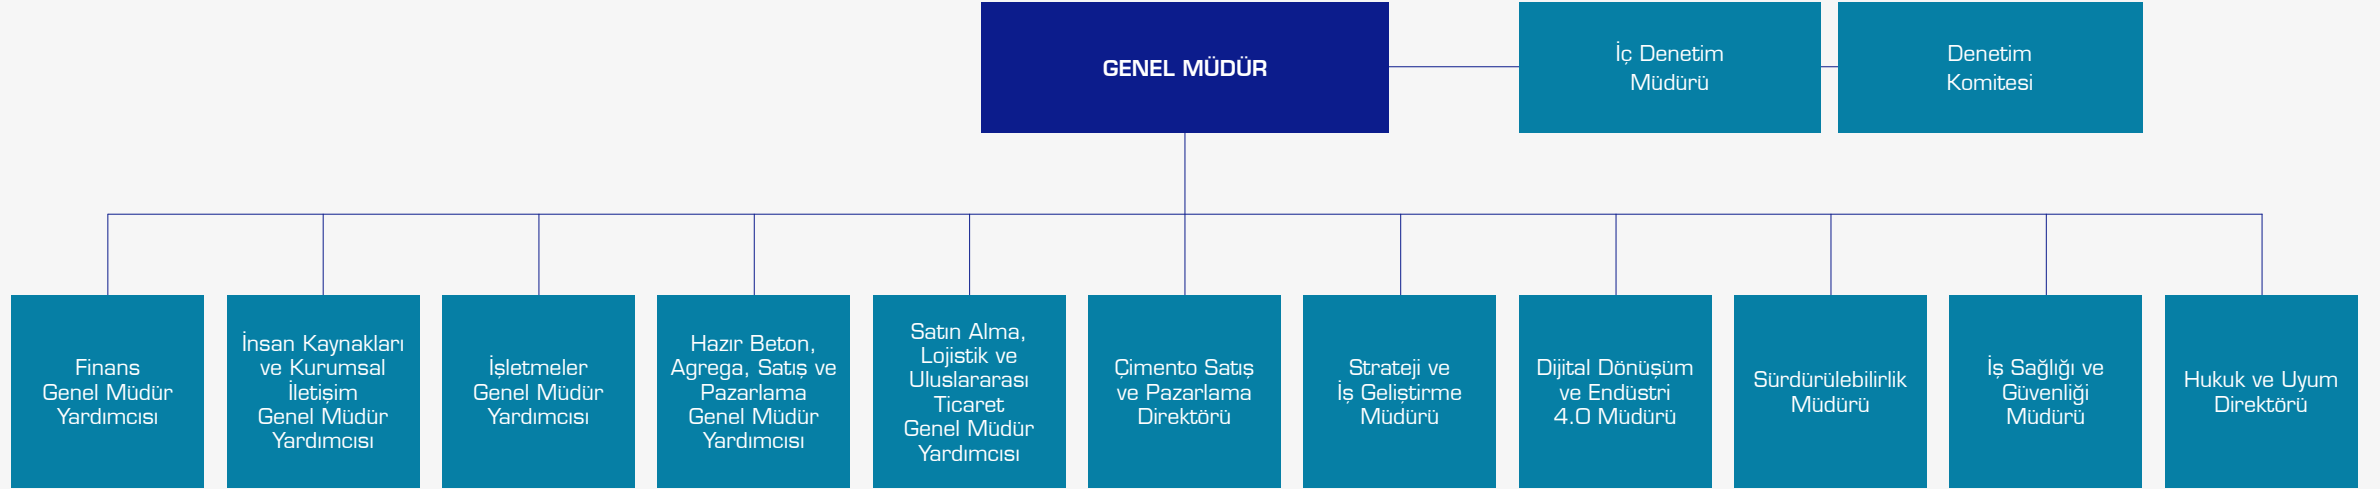 GENEL MÜDÜR
İç Denetim
Müdürü
Denetim
Komitesi
Finans
Genel Müdür
Yardımcısı
İnsan Kaynakları
ve Kurumsal
İletişim
Genel Müdür
Yardımcısı
İşletmeler
Genel Müdür
Yardımcısı
Hazır Beton,
Agrega, Satış ve
Pazarlama
Genel Müdür
Yardımcısı
Satın Alma,
Lojistik ve
Uluslararası
Ticaret
Genel Müdür
Yardımcısı
Çimento Satış
ve Pazarlama
Direktörü
Strateji ve
İş Geliştirme
Müdürü
Dijital Dönüşüm
ve Endüstri
4.0 Müdürü
Sürdürülebilirlik
Müdürü
İş Sağlığı ve
Güvenliği
Müdürü
Hukuk ve Uyum
Direktörü